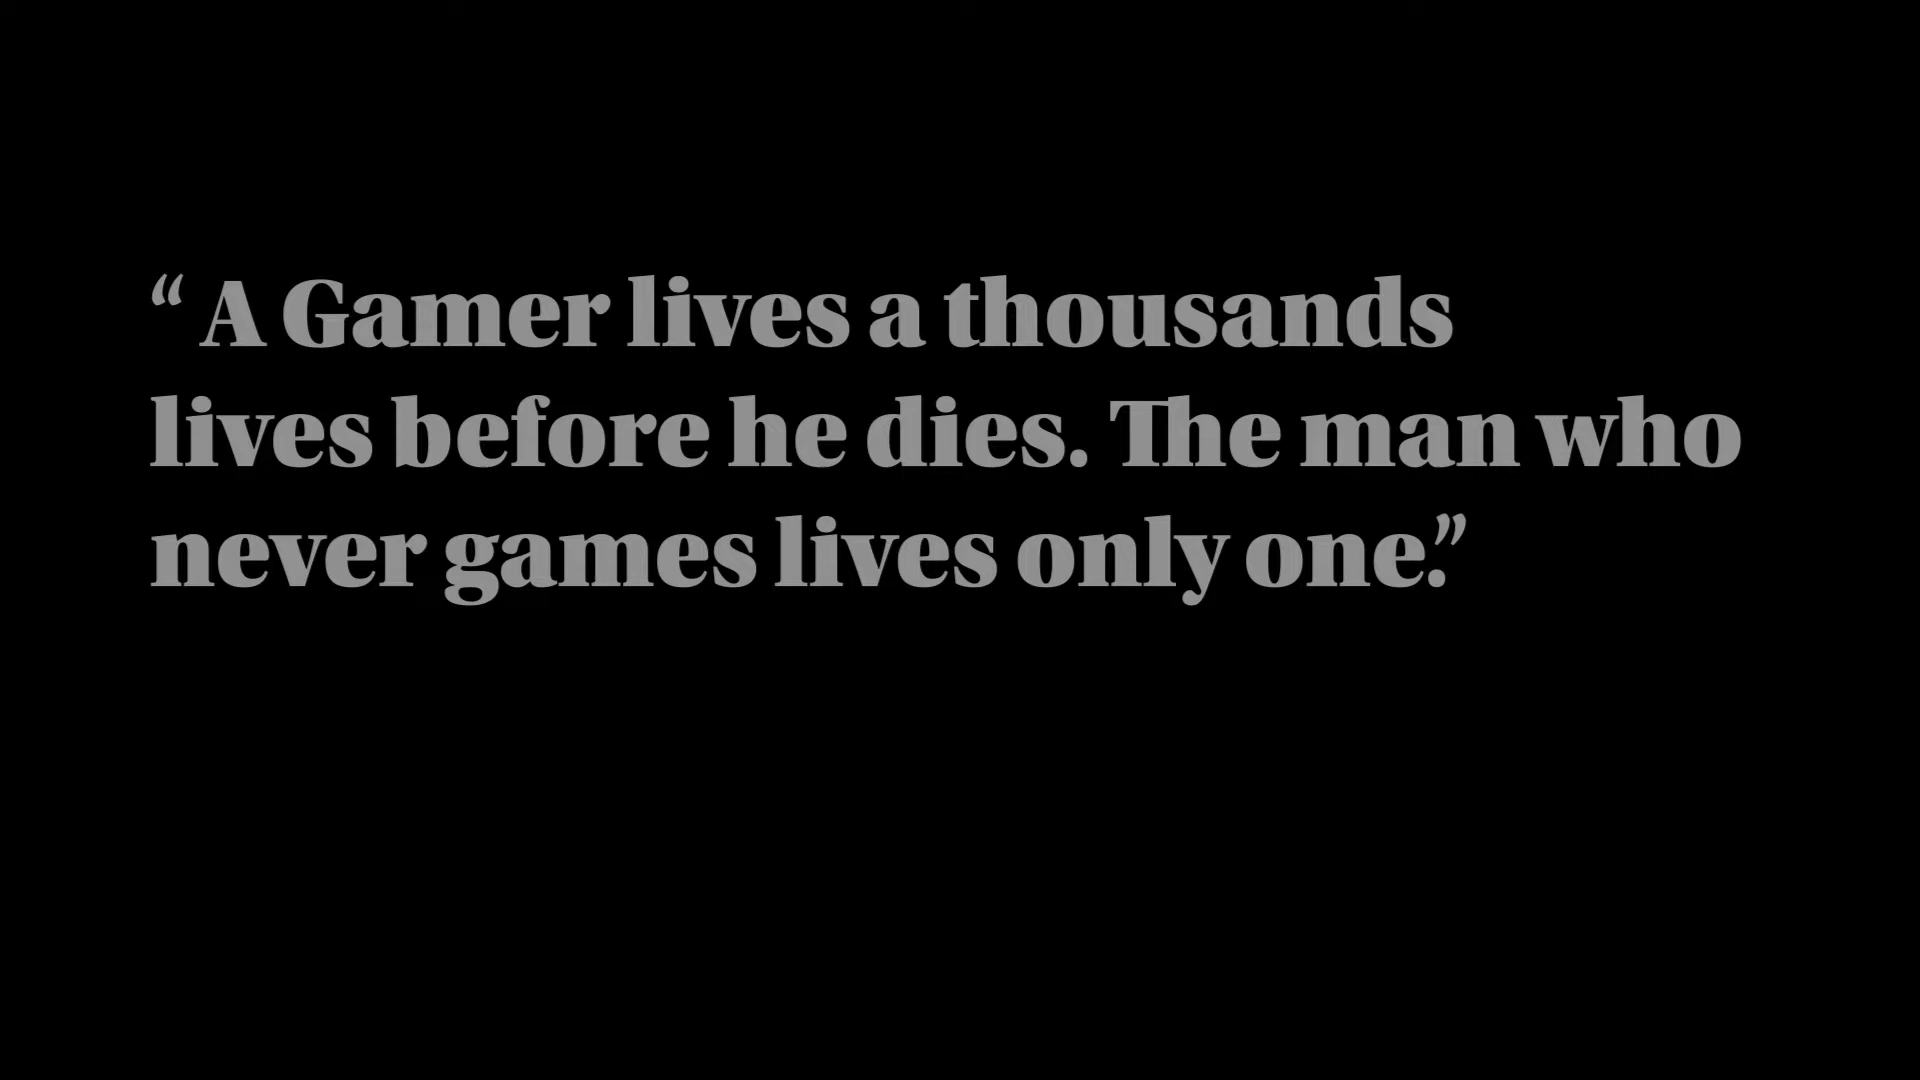 “ A Gamer lives a thousands
lives before he dies. The man who
never games lives only one.”